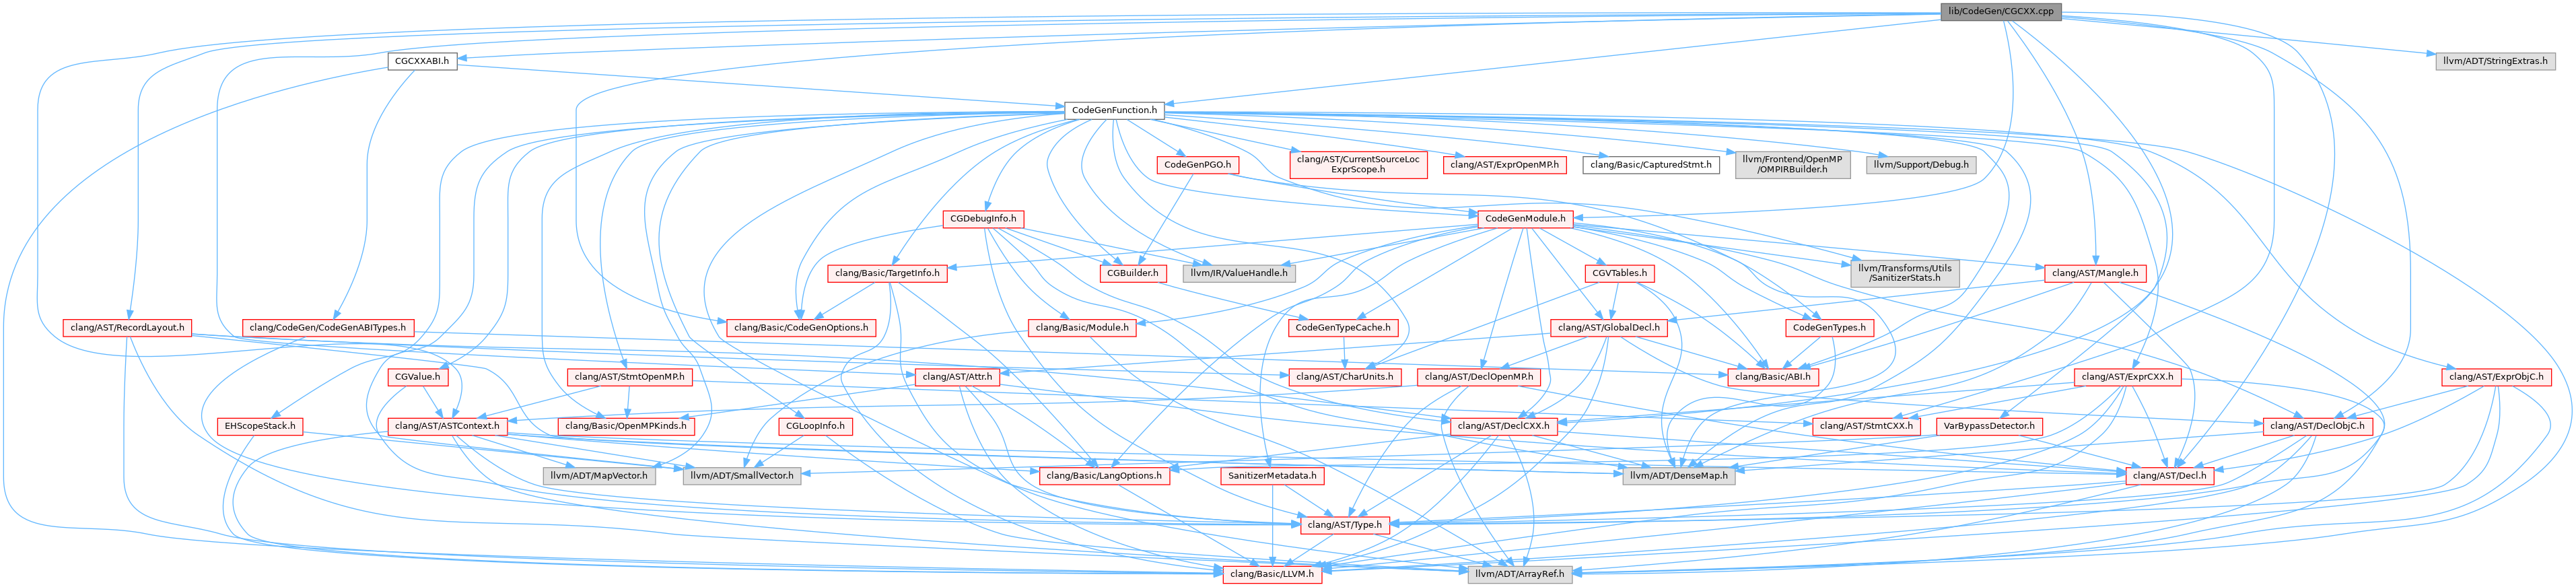 lib/CodeGen/CGCXX.cpp
CGCXXABI.h
llvm/ADT/StringExtras.h
CodeGenFunction.h
CodeGenPGO.h
clang/AST/CurrentSourceLoc
ExprScope.h
clang/AST/ExprOpenMP.h
clang/Basic/CapturedStmt.h
llvm/Frontend/OpenMP
/OMPIRBuilder.h
llvm/Support/Debug.h
CGDebugInfo.h
CodeGenModule.h
clang/Basic/TargetInfo.h
CGBuilder.h
llvm/IR/ValueHandle.h
CGVTables.h
llvm/Transforms/Utils
/SanitizerStats.h
clang/AST/Mangle.h
clang/AST/RecordLayout.h
clang/CodeGen/CodeGenABITypes.h
clang/Basic/CodeGenOptions.h
clang/Basic/Module.h
CodeGenTypeCache.h
clang/AST/GlobalDecl.h
CodeGenTypes.h
CGValue.h
clang/AST/StmtOpenMP.h
clang/AST/Attr.h
clang/AST/CharUnits.h
clang/AST/DeclOpenMP.h
clang/Basic/ABI.h
clang/AST/ExprCXX.h
clang/AST/ExprObjC.h
EHScopeStack.h
clang/AST/ASTContext.h
clang/Basic/OpenMPKinds.h
CGLoopInfo.h
clang/AST/DeclCXX.h
clang/AST/StmtCXX.h
VarBypassDetector.h
clang/AST/DeclObjC.h
llvm/ADT/MapVector.h
llvm/ADT/SmallVector.h
clang/Basic/LangOptions.h
SanitizerMetadata.h
llvm/ADT/DenseMap.h
clang/AST/Decl.h
clang/AST/Type.h
clang/Basic/LLVM.h
llvm/ADT/ArrayRef.h